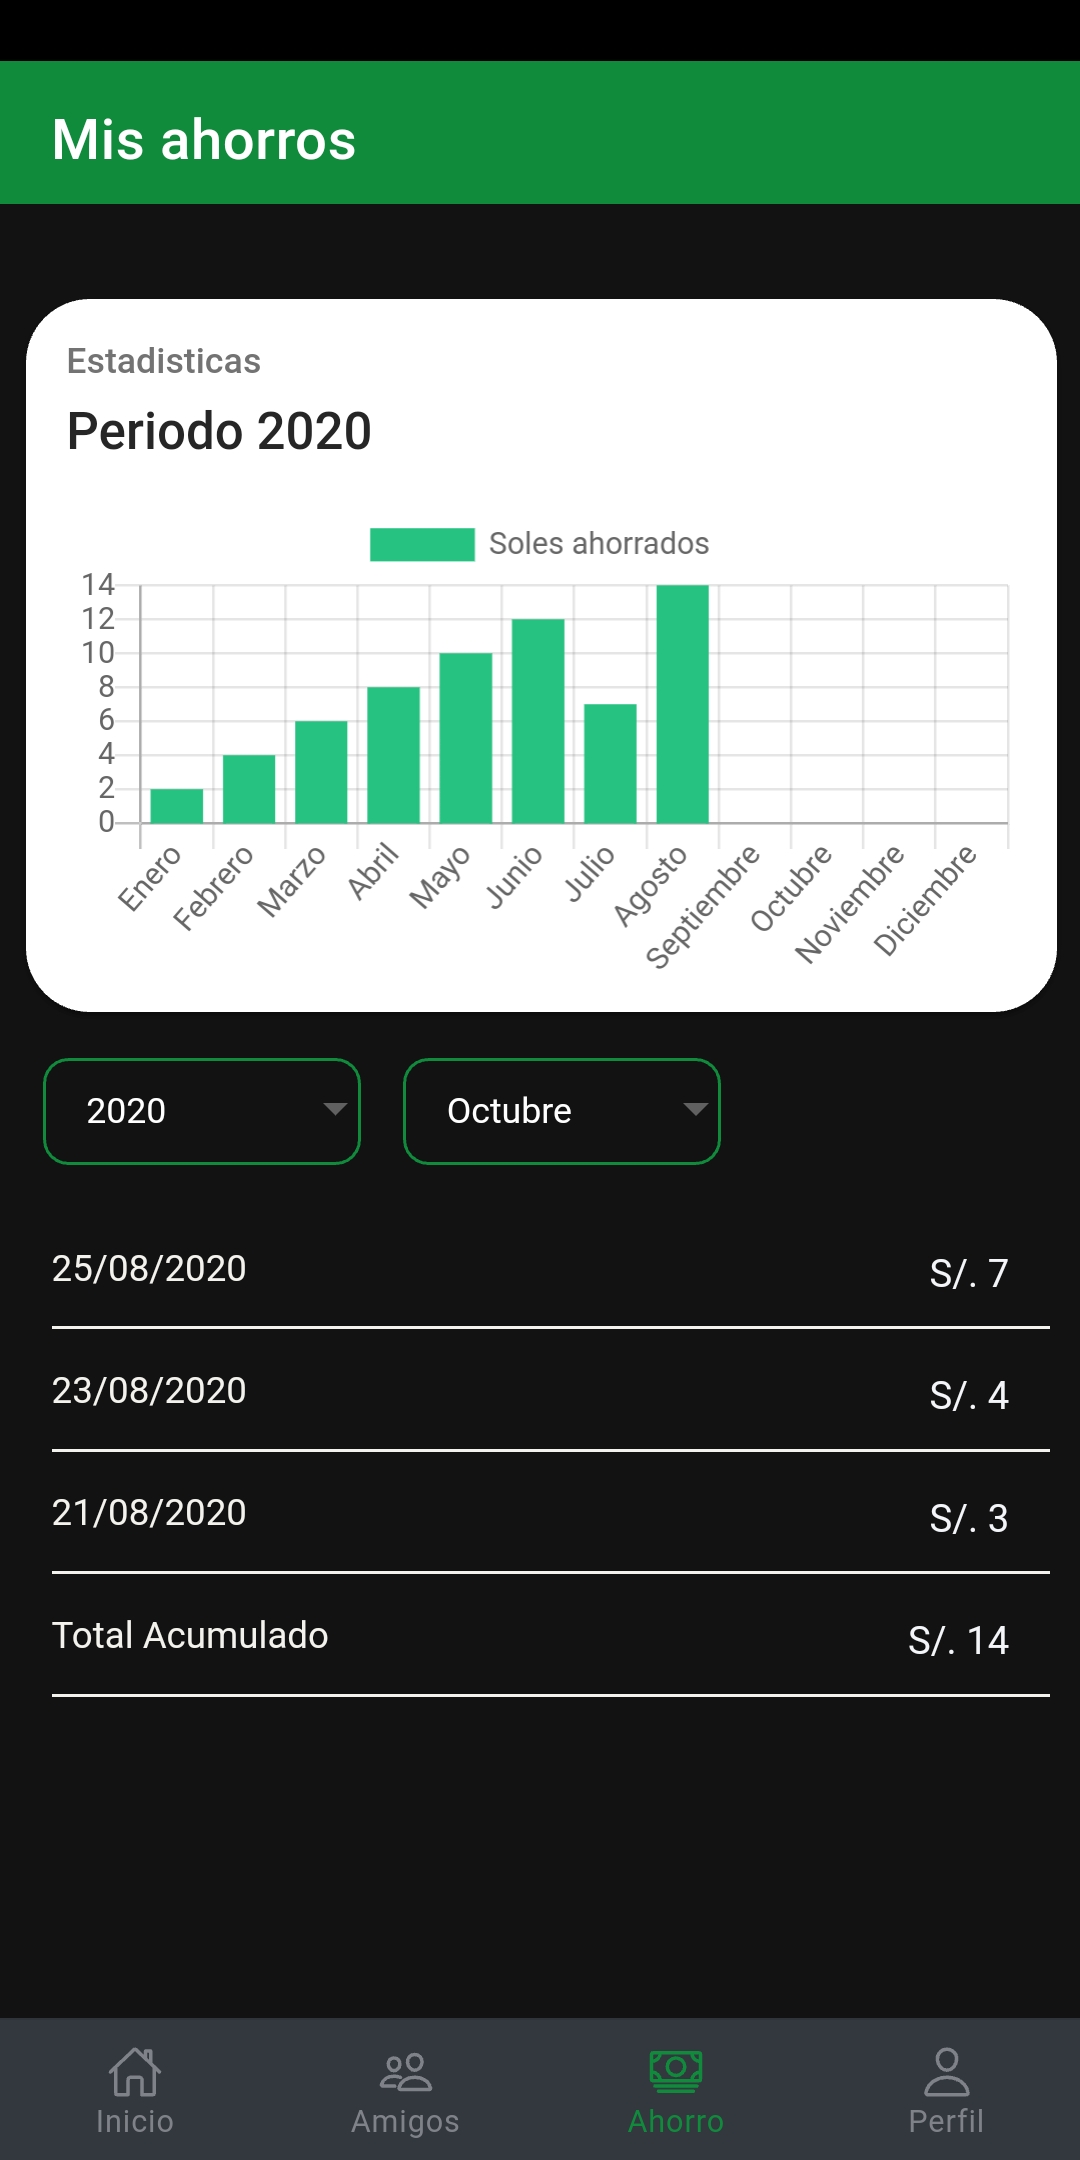 Mis ahorros
Estadisticas
Periodo 2020
Soles ahorrados
14
12
10
8
6
4
2
0
Enero Febrero Marzo Abril Mayo Junio Julio Agosto Septiembre Octubre Noviembre Diciembre
2020 Octubre
25/08/2020 S/. 7
23/08/2020 S/. 4
21/08/2020 S/. 3
Total Acumulado S/. 14
Inicio Amigos Ahorro Perfil